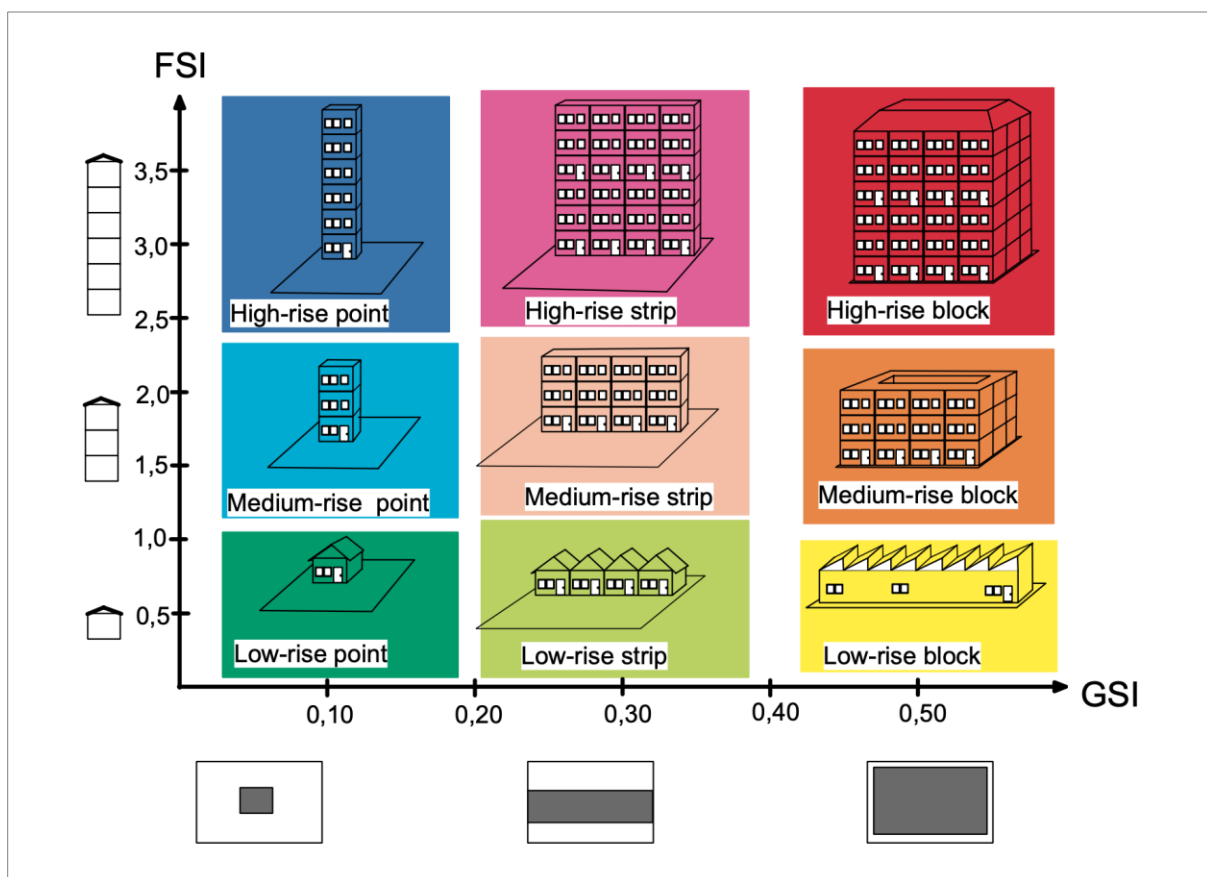 FSI
3,5
3,0
High-rise point
High-rise strip
High-rise block
2,5
2,0
1,5
Medium-rise  point
Medium-rise strip
Medium-rise block
1,0
0,5
Low-rise point
Low-rise strip
Low-rise block
GSI
0,10
0,20
0,30
0,40
0,50